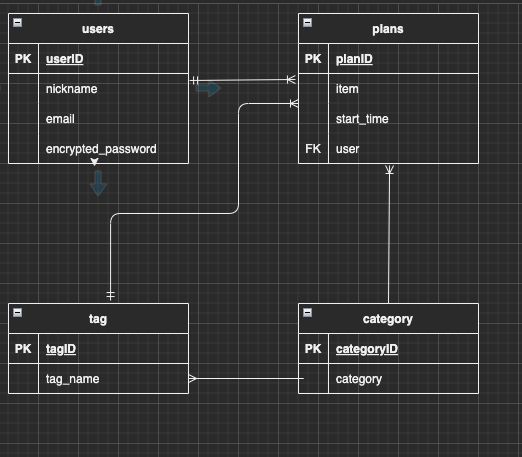 users
PK userID
nickname
email
encrypted_password
plans
PK planID
item
start_time
FK user
tag
PK tagID
tag_name
category
PK categoryID
category